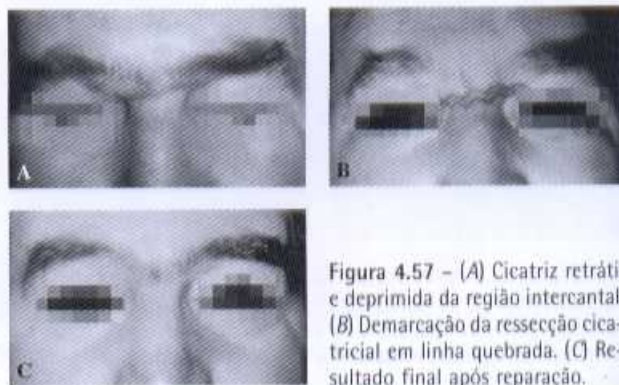 A
B
C
Figura 4.57 – (A) Cicatriz retráti
e deprimida da região intercantal
(B) Demarcação da ressecção cica-
tricial em linha quebrada. (C) Re-
sultado final após reparação.